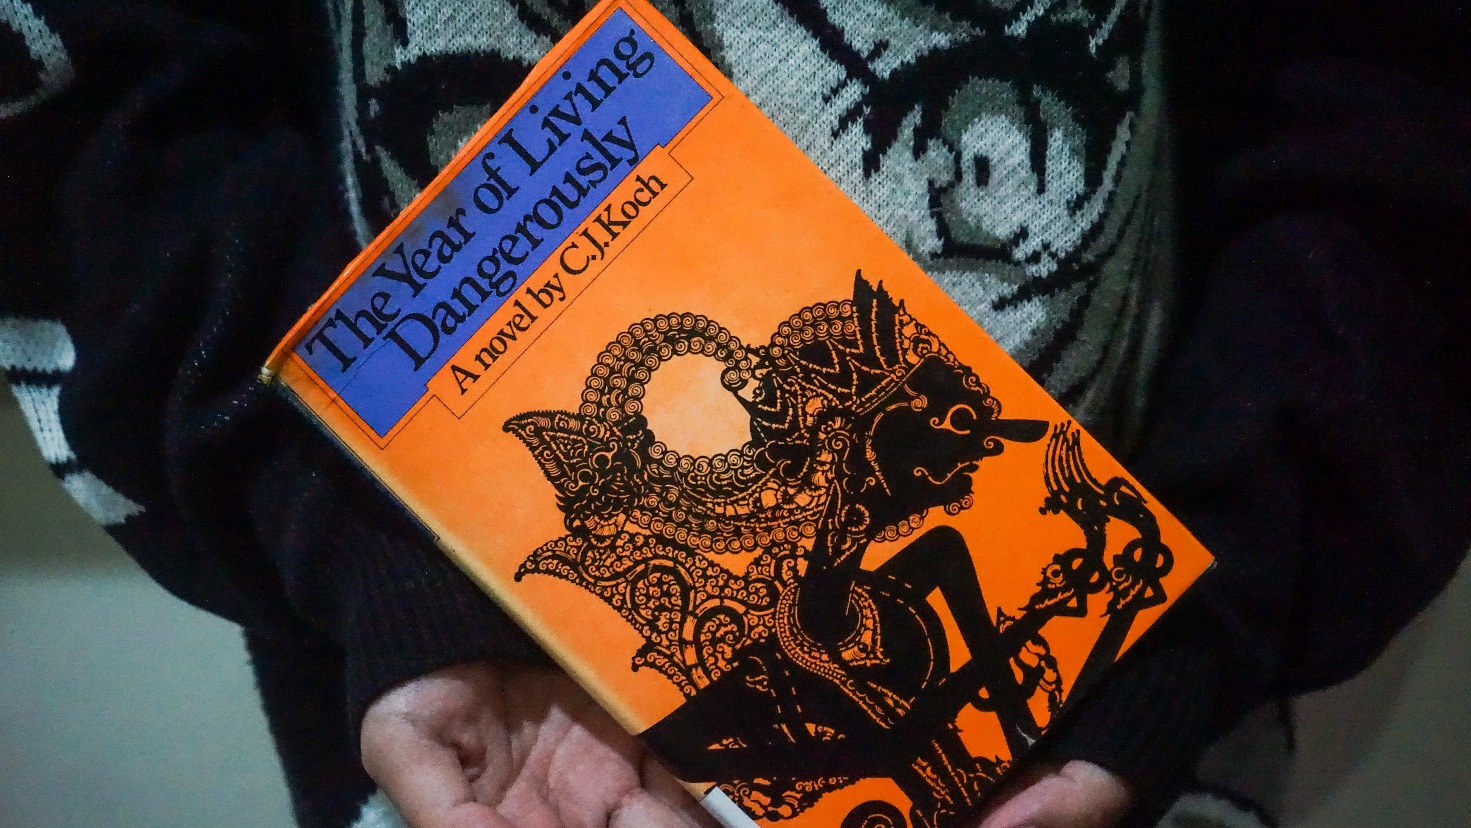 The Year of Living
Dangerously
A novel by C.J.Koch